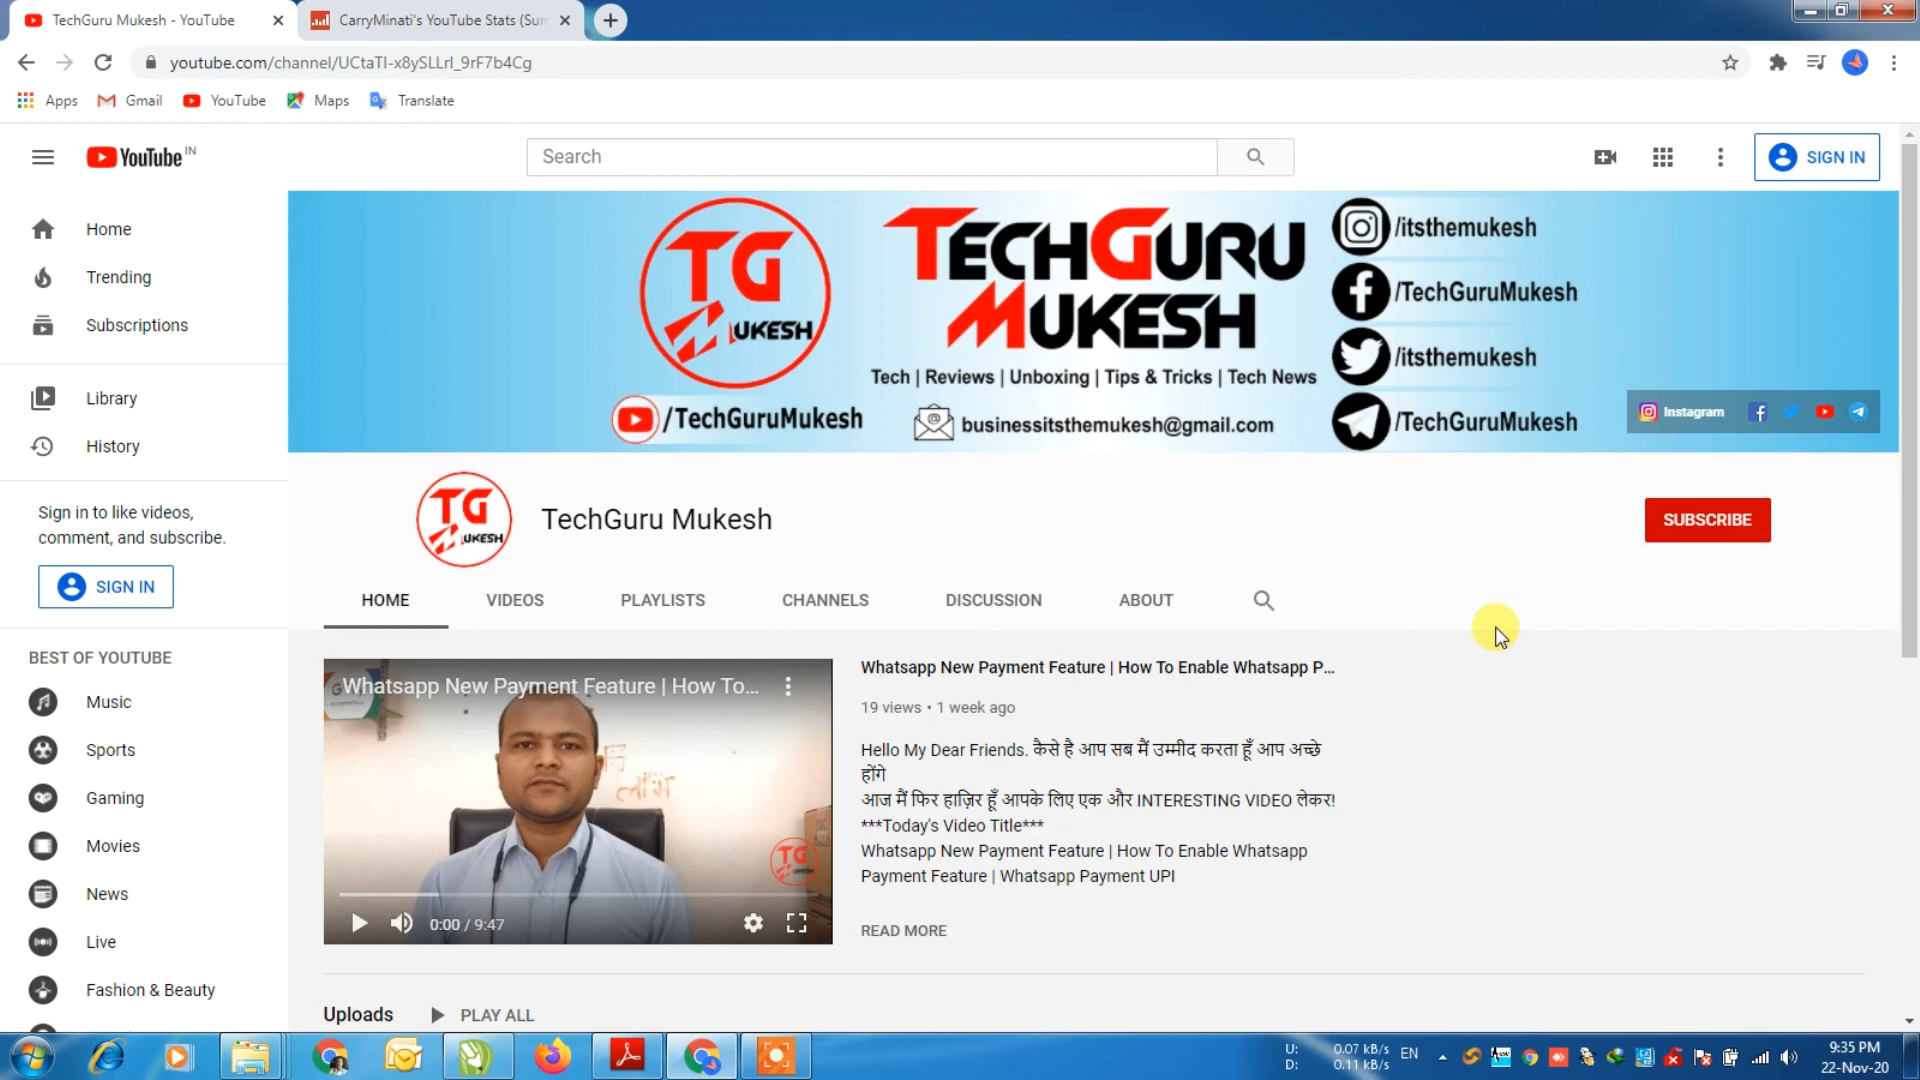 TechGuru Mukesh - YouTube
CarryMinati's YouTube Stats (Sum
youtube.com/channel/UCtaTI-x8ySLLrI_9rF7b4Cg
Apps Gmail YouTube Maps Translate
YouTube IN
Search
SIGN IN
Home
Trending
Subscriptions
Library
History
Sign in to like videos,
comment, and subscribe.
SIGN IN
BEST OF YOUTUBE
Music
Sports
Gaming
Movies
News
Live
Fashion & Beauty
TG
MUKESH
TECHGURU
MUKESH
Tech | Reviews | Unboxing | Tips & Tricks | Tech News
/TechGuruMukesh
businessitsthemukesh@gmail.com
/itsthemukesh
/TechGuruMukesh
/itsthemukesh
/TechGuruMukesh
Instagram
TG
MUKESH
TechGuru Mukesh
SUBSCRIBE
HOME VIDEOS PLAYLISTS CHANNELS DISCUSSION ABOUT
Whatsapp New Payment Feature | How To...
TG
MUKESH
0:00 / 9:47
Whatsapp New Payment Feature | How To Enable Whatsapp P...
19 views • 1 week ago
Hello My Dear Friends. कैसे है आप सब मैं उम्मीद करता हूँ आप अच्छे
होंगे
आज मैं फिर हाज़िर हूँ आपके लिए एक और INTERESTING VIDEO लेकर!
***Today's Video Title***
Whatsapp New Payment Feature | How To Enable Whatsapp
Payment Feature | Whatsapp Payment UPI
READ MORE
Uploads PLAY ALL
U: 0.07 kB/s
D: 0.11 kB/s
EN
9:35 PM
22-Nov-20